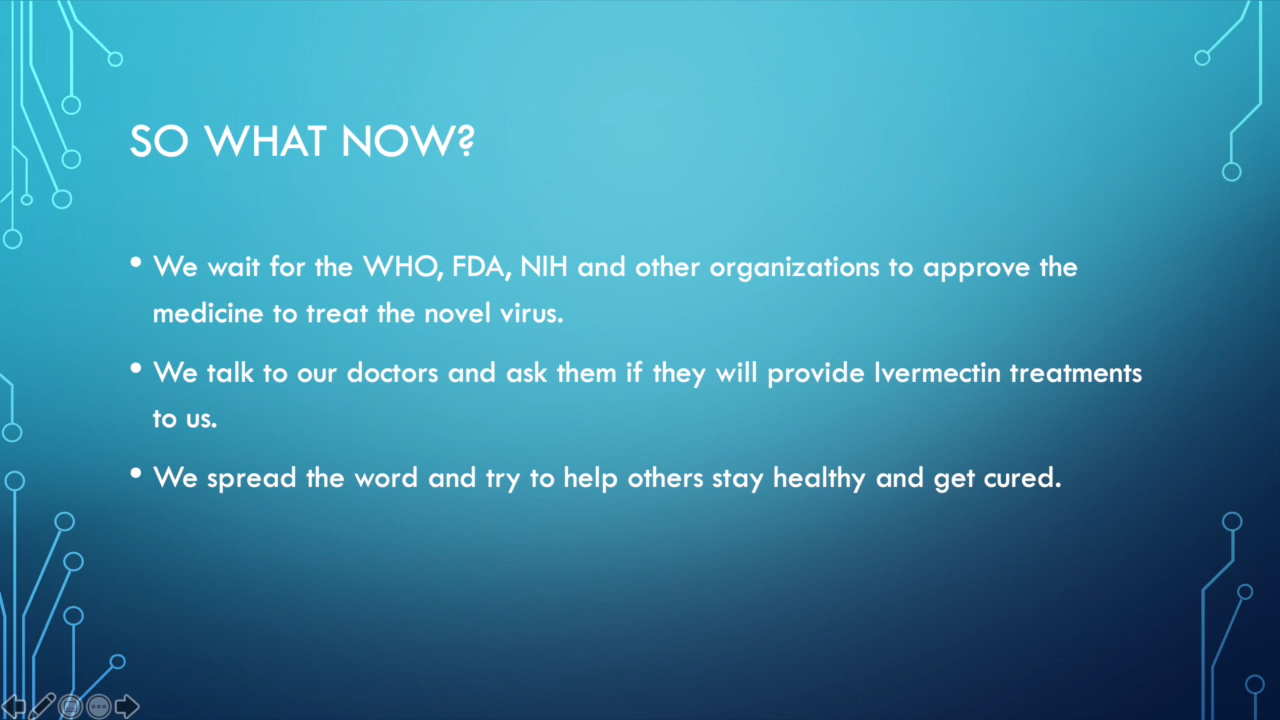 SO WHAT NOW?
• We wait for the WHO, FDA, NIH and other organizations to approve the
medicine to treat the novel virus.
• We talk to our doctors and ask them if they will provide Ivermectin treatments
to us.
• We spread the word and try to help others stay healthy and get cured.